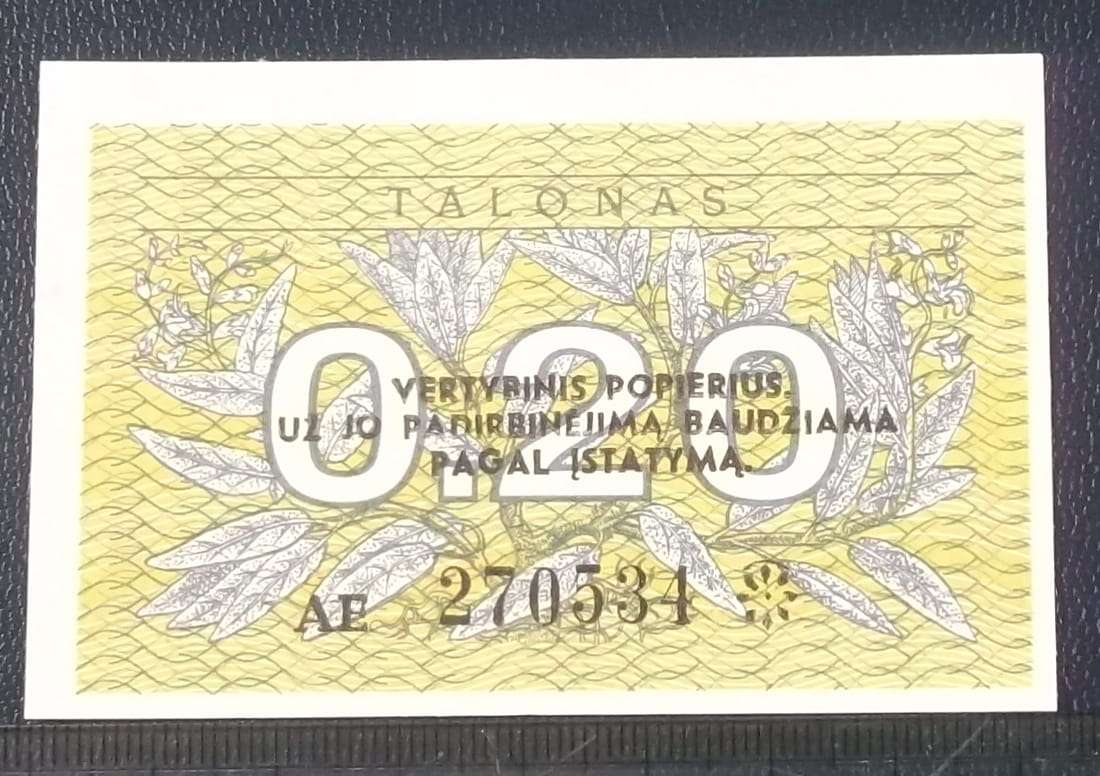 TALONAS
0.20
VERTYBINIS POPIERIUS.
UŽ JO PADIRBINĖJIMĄ BAUDŽIAMA
PAGAL ĮSTATYMĄ.
AE 270534